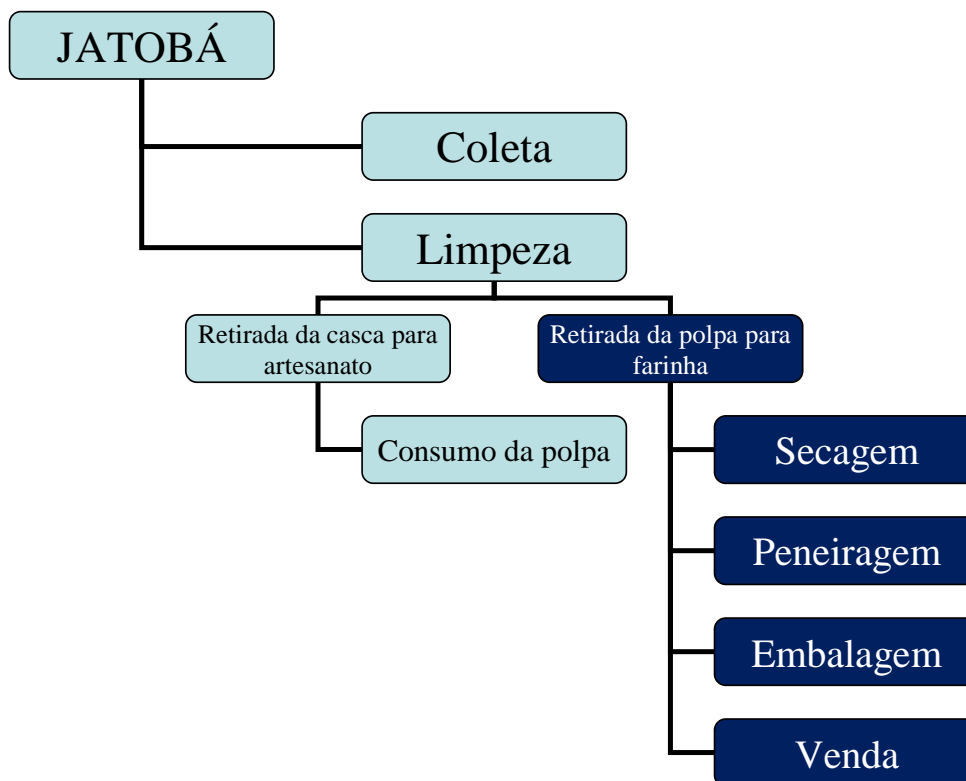 JATOBÁ
Coleta
Limpeza
Retirada da casca para
artesanato
Retirada da polpa para
farinha
Consumo da polpa
Secagem
Peneiragem
Embalagem
Venda